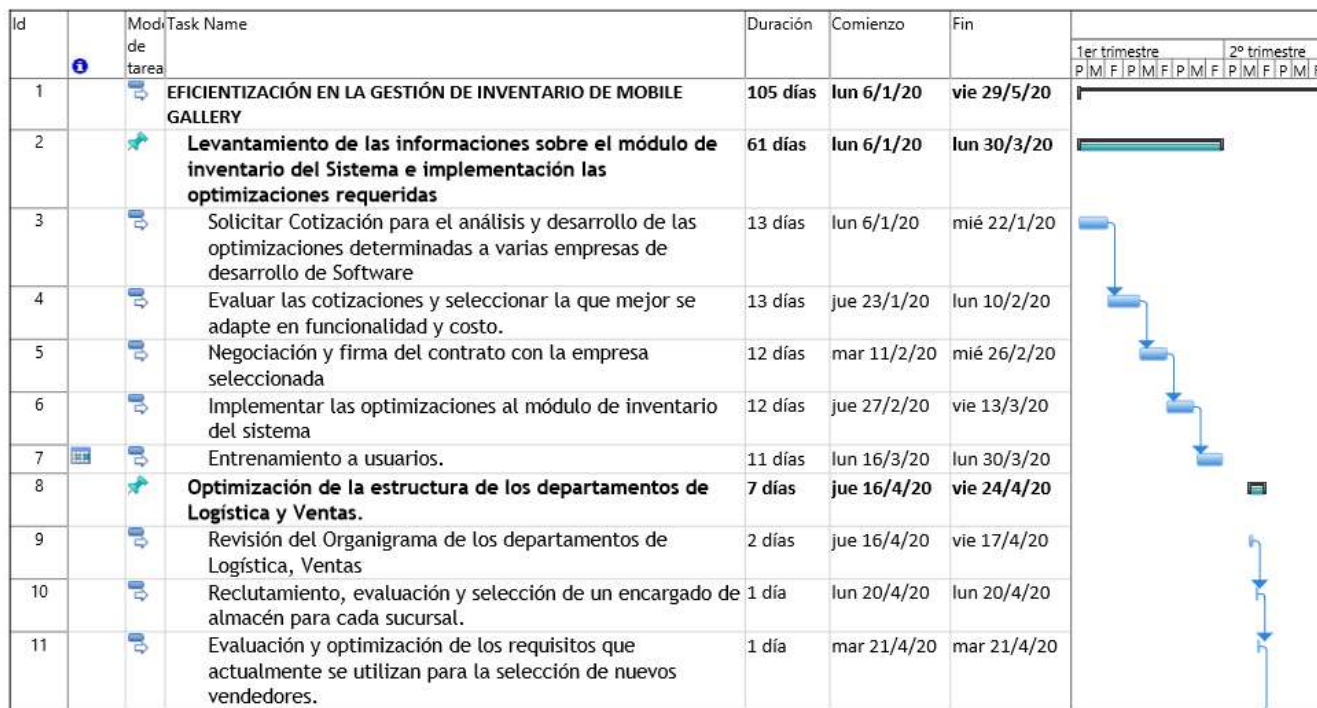 Id Modo de tarea Task Name Duración Comienzo Fin
1er trimestre 2º trimestre
P M F P M F P M F P M F P M
1 EFICIENTIZACIÓN EN LA GESTIÓN DE INVENTARIO DE MOBILE 105 días lun 6/1/20 vie 29/5/20
GALLERY
2 Levantamiento de las informaciones sobre el módulo de 61 días lun 6/1/20 lun 30/3/20
inventario del Sistema e implementación las
optimizaciones requeridas
3 Solicitar Cotización para el análisis y desarrollo de las 13 días lun 6/1/20 mié 22/1/20
optimizaciones determinadas a varias empresas de
desarrollo de Software
4 Evaluar las cotizaciones y seleccionar la que mejor se 13 días jue 23/1/20 lun 10/2/20
adapte en funcionalidad y costo.
5 Negociación y firma del contrato con la empresa 12 días mar 11/2/20 mié 26/2/20
seleccionada
6 Implementar las optimizaciones al módulo de inventario 12 días jue 27/2/20 vie 13/3/20
del sistema
7 Entrenamiento a usuarios. 11 días lun 16/3/20 lun 30/3/20
8 Optimización de la estructura de los departamentos de 7 días jue 16/4/20 vie 24/4/20
Logística y Ventas.
9 Revisión del Organigrama de los departamentos de 2 días jue 16/4/20 vie 17/4/20
Logística, Ventas
10 Reclutamiento, evaluación y selección de un encargado de 1 día lun 20/4/20 lun 20/4/20
almacén para cada sucursal.
11 Evaluación y optimización de los requisitos que 1 día mar 21/4/20 mar 21/4/20
actualmente se utilizan para la selección de nuevos
vendedores.